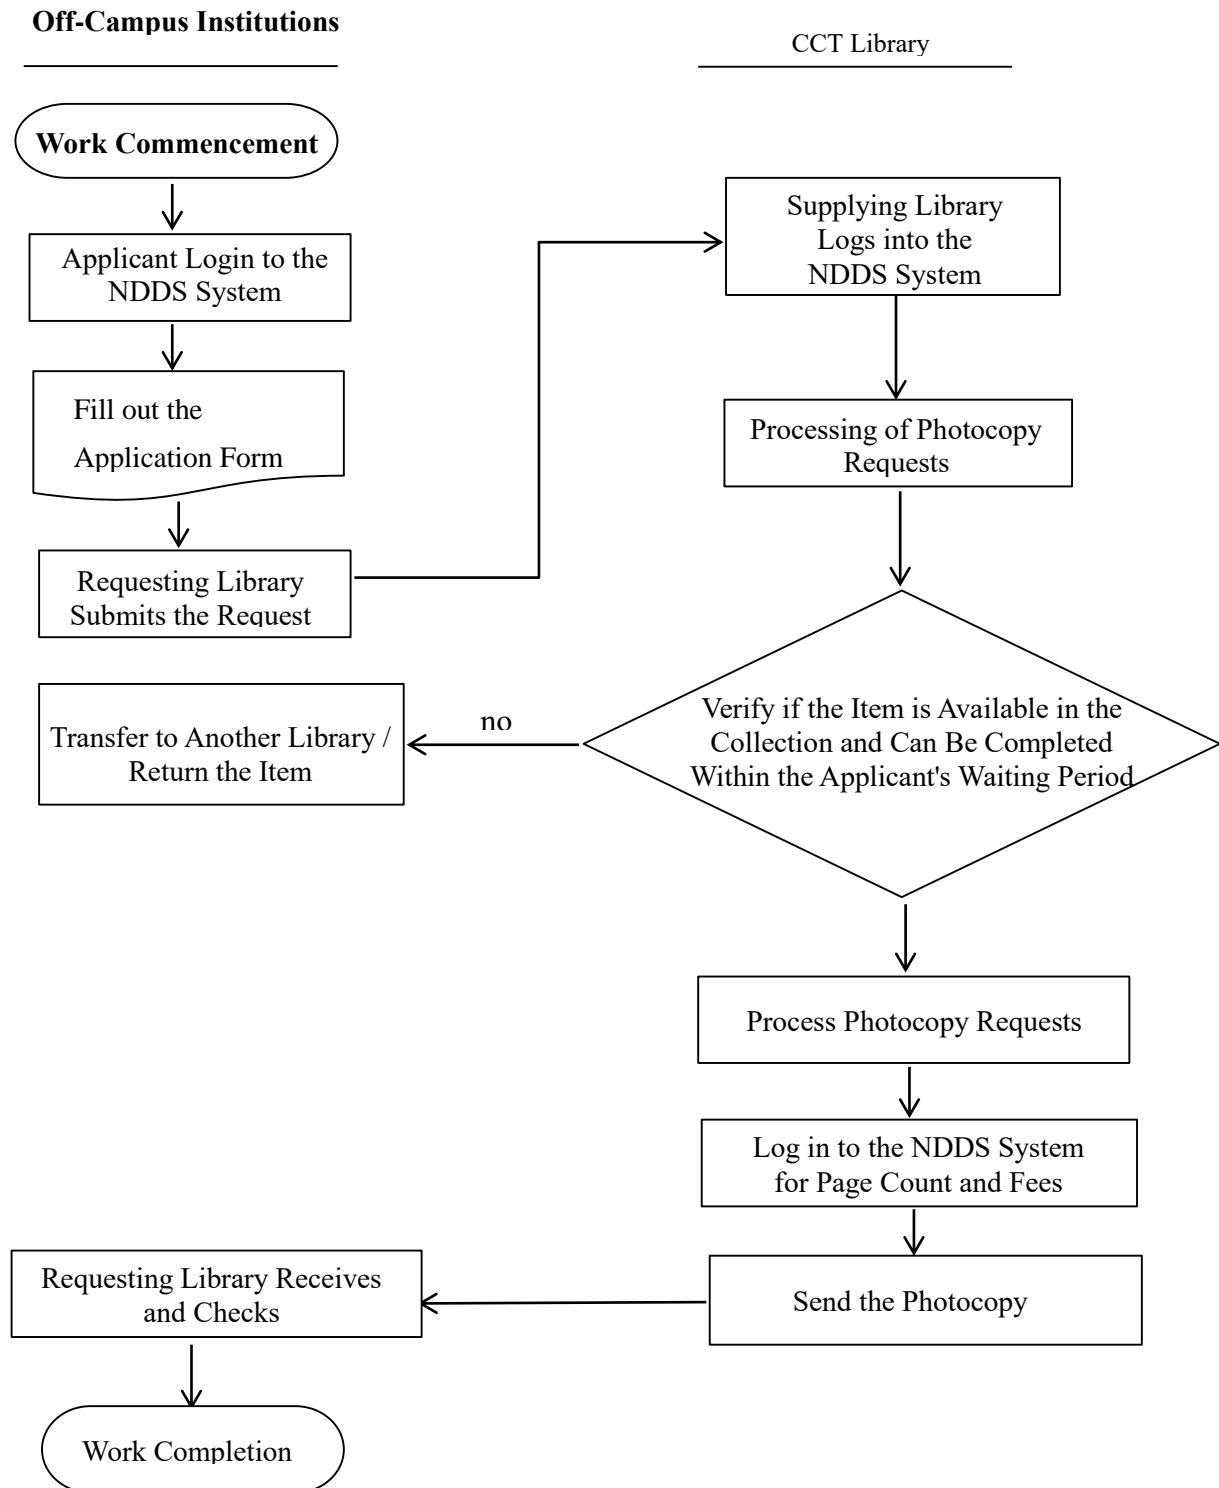 Off-Campus Institutions
CCT Library
Work Commencement
Applicant Login to the
NDDS System
Fill out the
Application Form
Requesting Library
Submits the Request
Supplying Library
Logs into the
NDDS System
Processing of Photocopy
Requests
Verify if the Item is Available in the
Collection and Can Be Completed
Within the Applicant's Waiting Period
no
Transfer to Another Library /
Return the Item
Process Photocopy Requests
Log in to the NDDS System
for Page Count and Fees
Send the Photocopy
Requesting Library Receives
and Checks
Work Completion